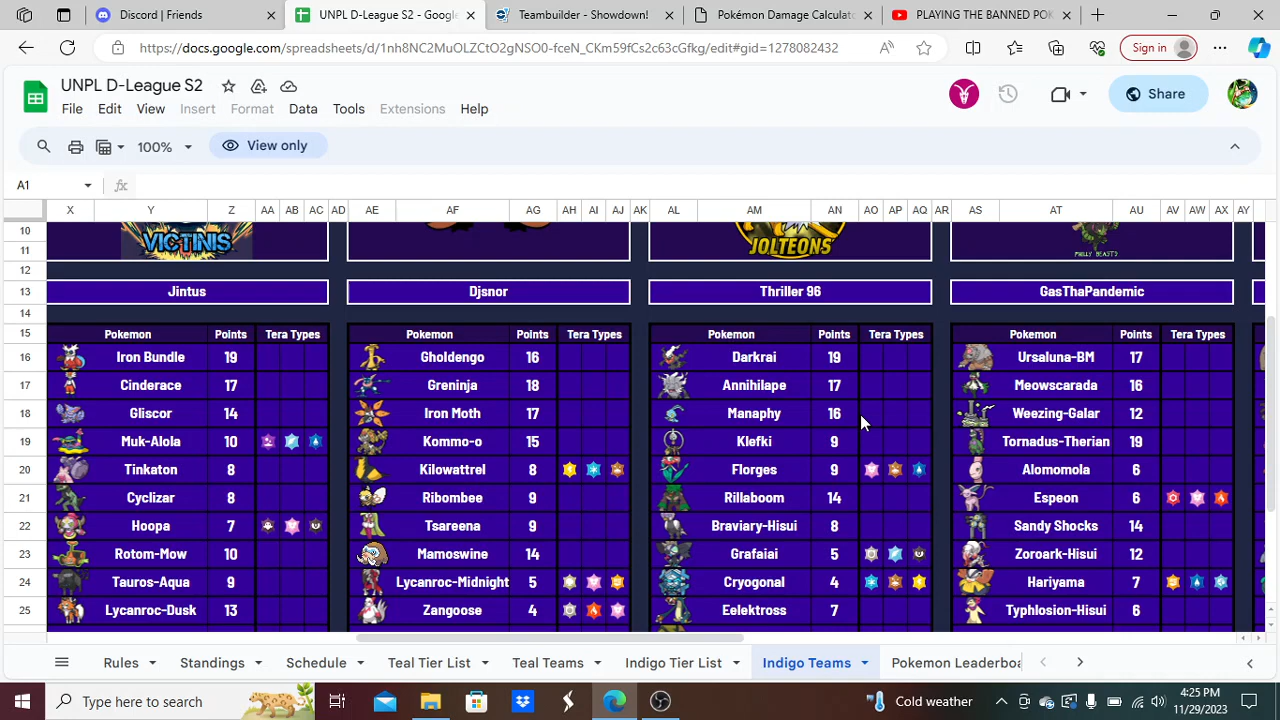 Discord | Friends
UNPL D-League S2 - Google
Teambuilder - Showdown!
Pokémon Damage Calculato
PLAYING THE BANNED POK
https://docs.google.com/spreadsheets/d/1nh8NC2MuOLZCtO2gNSO0-fceN_CKm59fCs2c63cGfkg/edit#gid=1278082432
Sign in
UNPL D-League S2
File Edit View Insert Format Data Tools Extensions Help
Share
100% View only
A1
X Y Z AA AB AC AD AE AF AG AH AI AJ AK AL AM AN AO AP AQ AR AS AT AU AV AW AX AY
10
VICTINIS JOLTEONS PHILLY BEASTS
11
12
13 Jintus Djsnor Thriller 96 GasThaPandemic
14
15 Pokemon Points Tera Types Pokemon Points Tera Types Pokemon Points Tera Types Pokemon Points Tera Types
16 Iron Bundle 19 Gholdengo 16 Darkrai 19 Ursaluna-BM 17
17 Cinderace 17 Greninja 18 Annihilape 17 Meowscarada 16
18 Gliscor 14 Iron Moth 17 Manaphy 16 Weezing-Galar 12
19 Muk-Alola 10 Kommo-o 15 Klefki 9 Tornadus-Therian 19
20 Tinkaton 8 Kilowattrel 8 Florges 9 Alomomola 6
21 Cyclizar 8 Ribombee 9 Rillaboom 14 Espeon 6
22 Hoopa 7 Tsareena 9 Braviary-Hisui 8 Sandy Shocks 14
23 Rotom-Mow 10 Mamoswine 14 Grafaiai 5 Zoroark-Hisui 12
24 Tauros-Aqua 9 Lycanroc-Midnight 5 Cryogonal 4 Hariyama 7
25 Lycanroc-Dusk 13 Zangoose 4 Eelektross 7 Typhlosion-Hisui 6
Rules Standings Schedule Teal Tier List Teal Teams Indigo Tier List Indigo Teams Pokemon Leaderboa
Type here to search
Cold weather
4:25 PM
11/29/2023